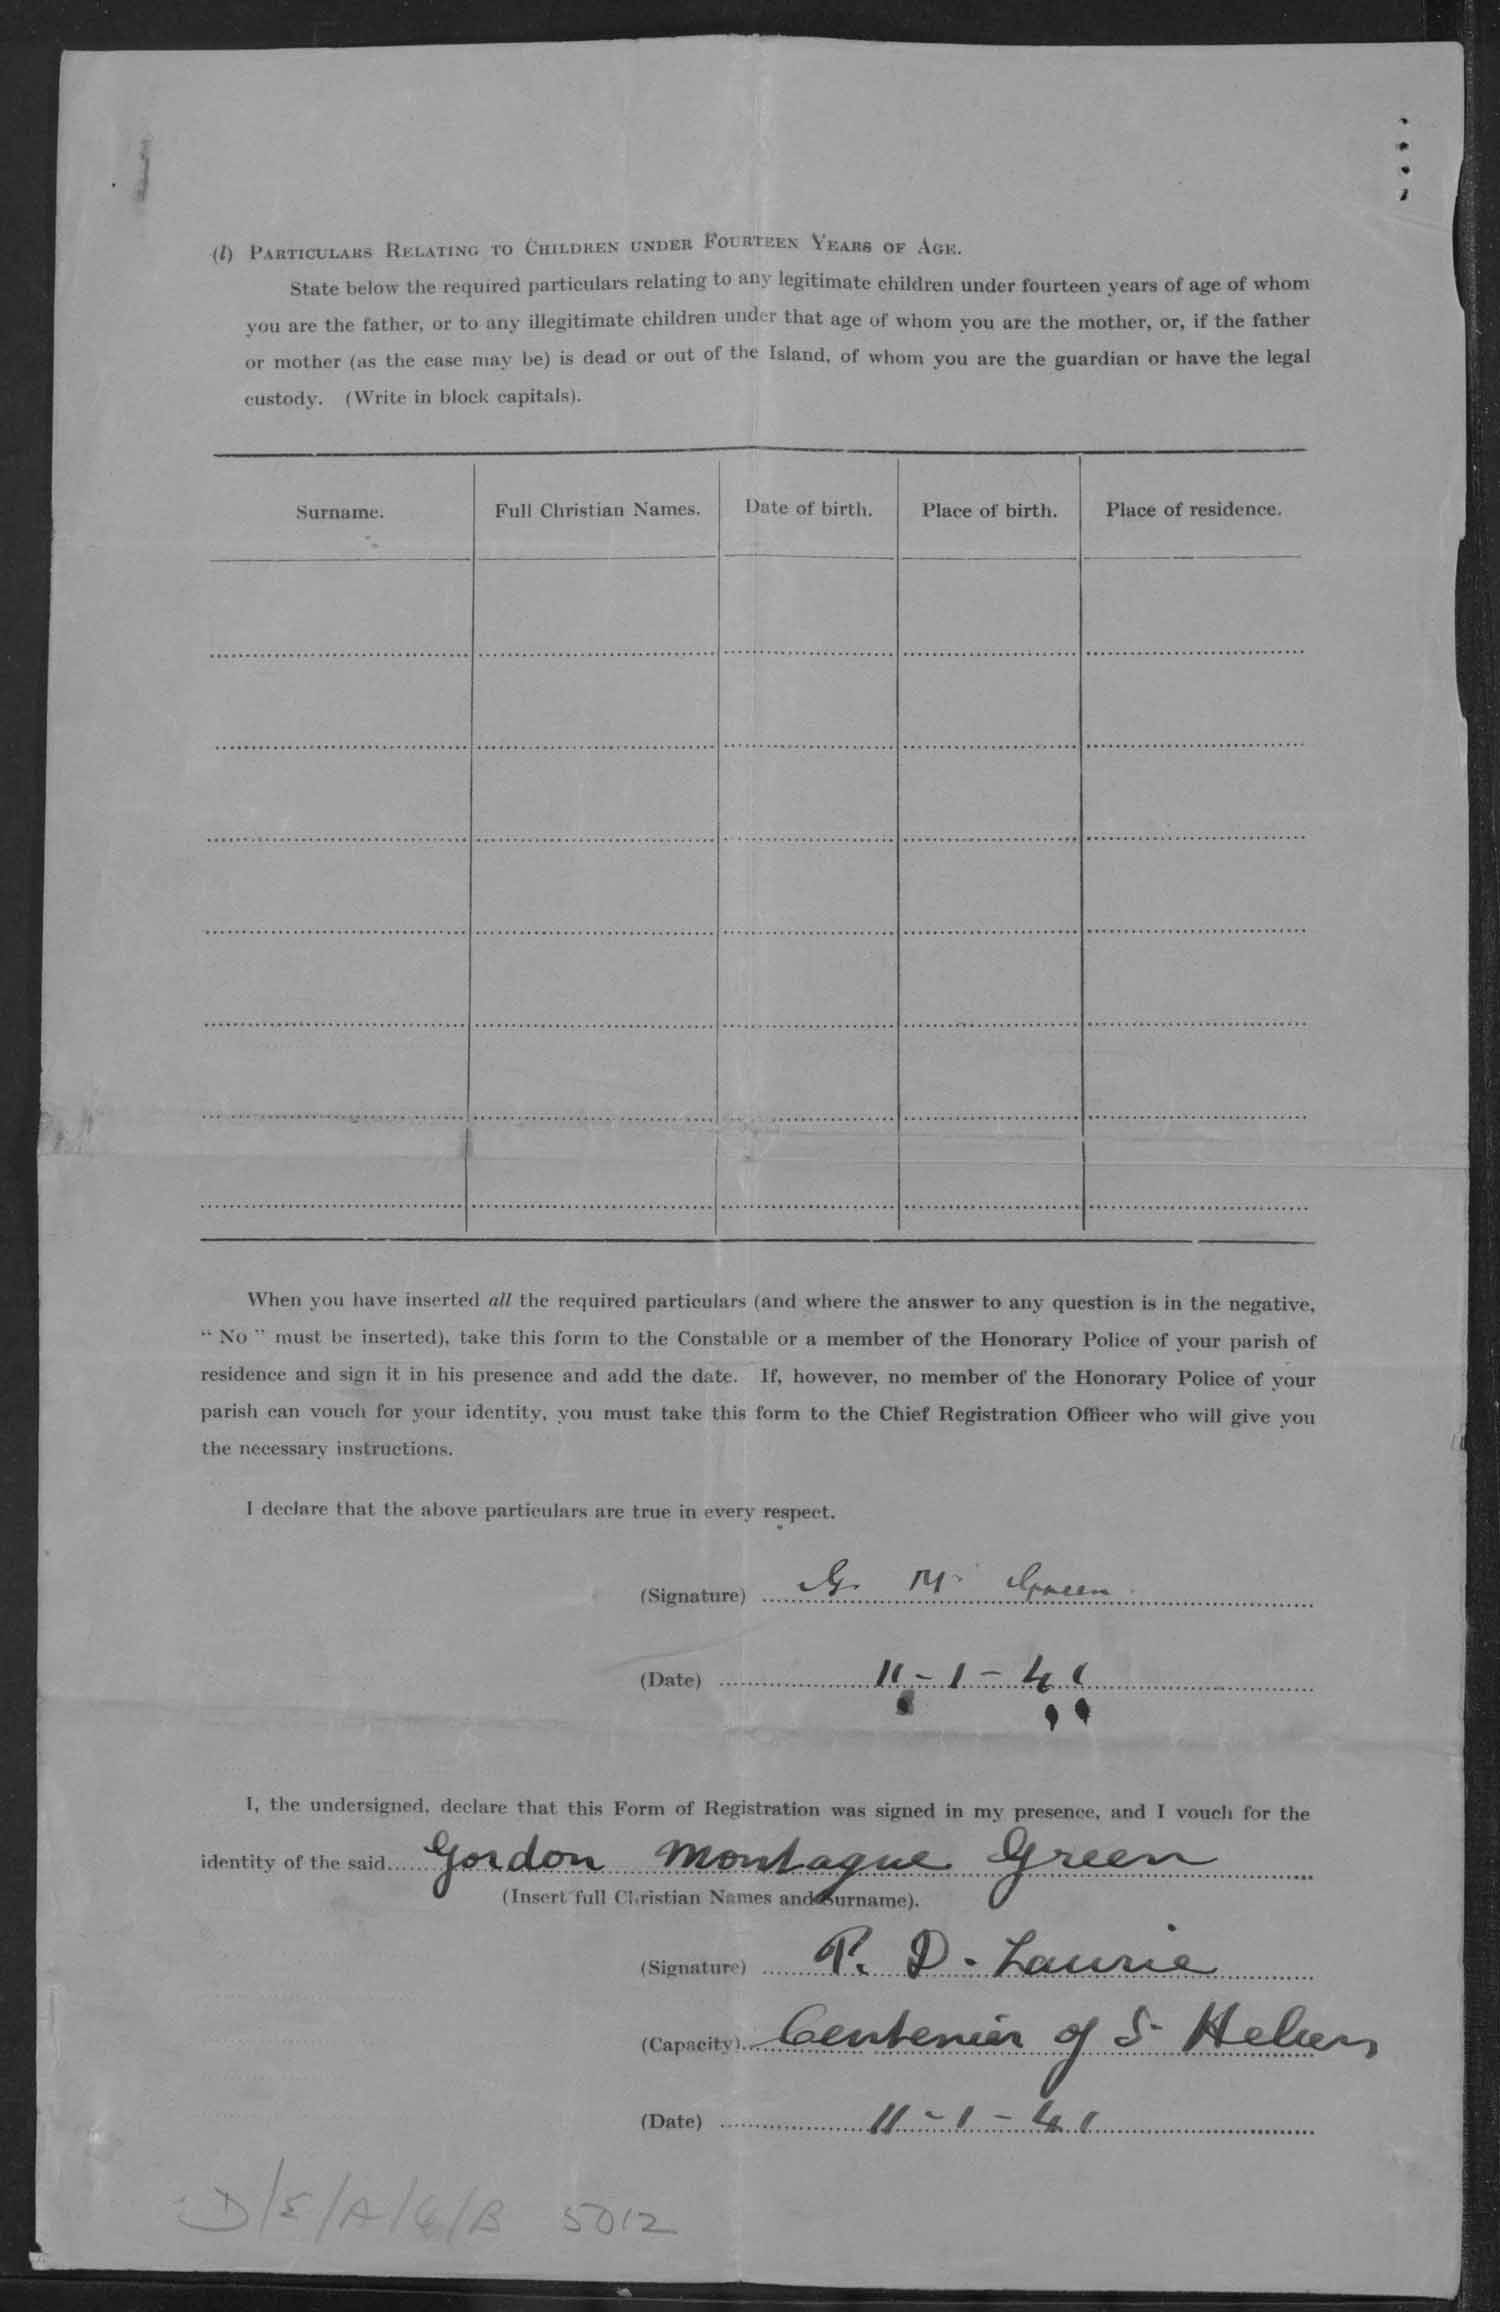 (l) PARTICULARS RELATING TO CHILDREN UNDER FOURTEEN YEARS OF AGE.
State below the required particulars relating to any legitimate children under fourteen years of age of whom
you are the father, or to any illegitimate children under that age of whom you are the mother, or, if the father
or mother (as the case may be) is dead or out of the Island, of whom you are the guardian or have the legal
custody. (Write in block capitals).
Surname. Full Christian Names. Date of birth. Place of birth. Place of residence.
When you have inserted all the required particulars (and where the answer to any question is in the negative,
“ No ” must be inserted), take this form to the Constable or a member of the Honorary Police of your parish of
residence and sign it in his presence and add the date. If, however, no member of the Honorary Police of your
parish can vouch for your identity, you must take this form to the Chief Registration Officer who will give you
the necessary instructions.
I declare that the above particulars are true in every respect.
(Signature) G. M. Green.
(Date) 11-1-41
I, the undersigned, declare that this Form of Registration was signed in my presence, and I vouch for the
identity of the said Gordon Montague Green
(Insert full Christian Names and Surname).
(Signature) P. D. Laurie
(Capacity) Centenier of S. Heliers
(Date) 11-1-41
D/S/A/4/B 5012